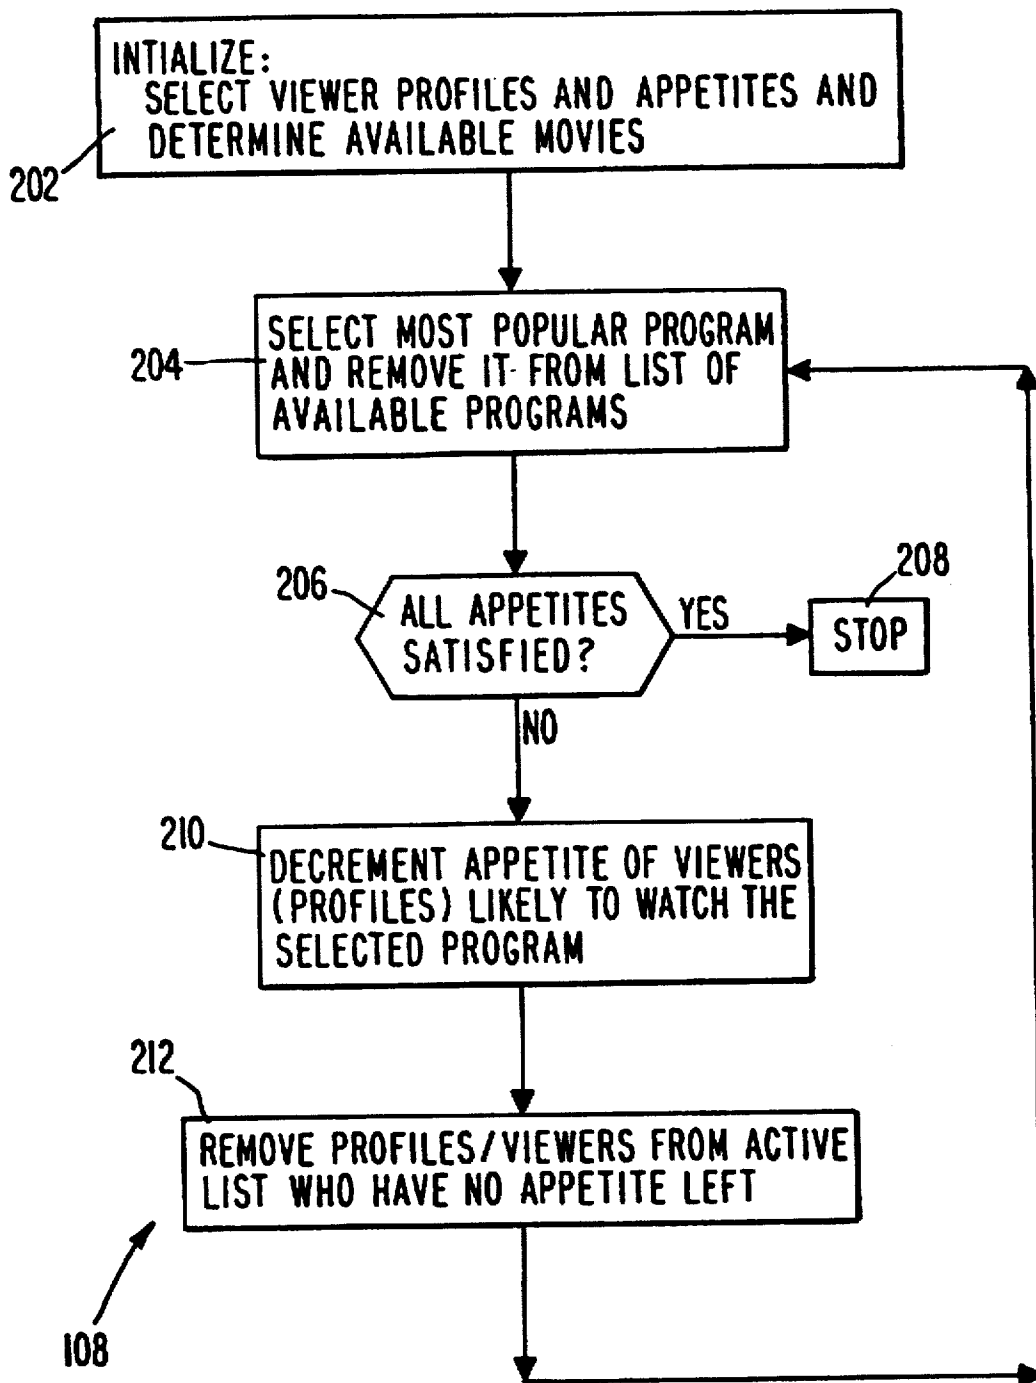 INTIALIZE:
SELECT VIEWER PROFILES AND APPETITES AND
DETERMINE AVAILABLE MOVIES
202
SELECT MOST POPULAR PROGRAM
AND REMOVE IT FROM LIST OF
AVAILABLE PROGRAMS
204
206
ALL APPETITES
SATISFIED?
YES
208
STOP
NO
210
DECREMENT APPETITE OF VIEWERS
(PROFILES) LIKELY TO WATCH THE
SELECTED PROGRAM
212
REMOVE PROFILES/VIEWERS FROM ACTIVE
LIST WHO HAVE NO APPETITE LEFT
108